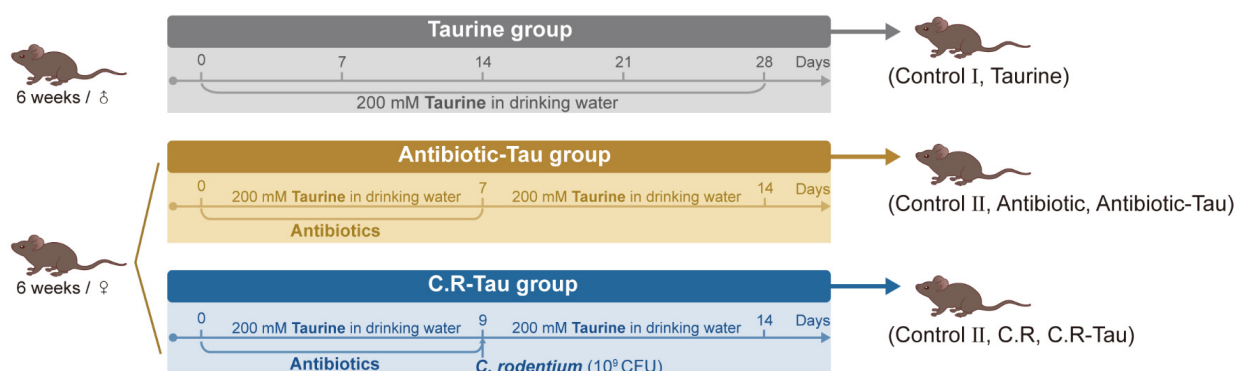 Taurine group
0 7 14 21 28 Days
200 mM Taurine in drinking water
6 weeks / ♂
(Control I, Taurine)
Antibiotic-Tau group
0 200 mM Taurine in drinking water 7 200 mM Taurine in drinking water 14 Days
Antibiotics
(Control II, Antibiotic, Antibiotic-Tau)
6 weeks / ♀
C.R-Tau group
0 200 mM Taurine in drinking water 9 200 mM Taurine in drinking water 14 Days
Antibiotics
C. rodentium (10⁹ CFU)
(Control II, C.R, C.R-Tau)